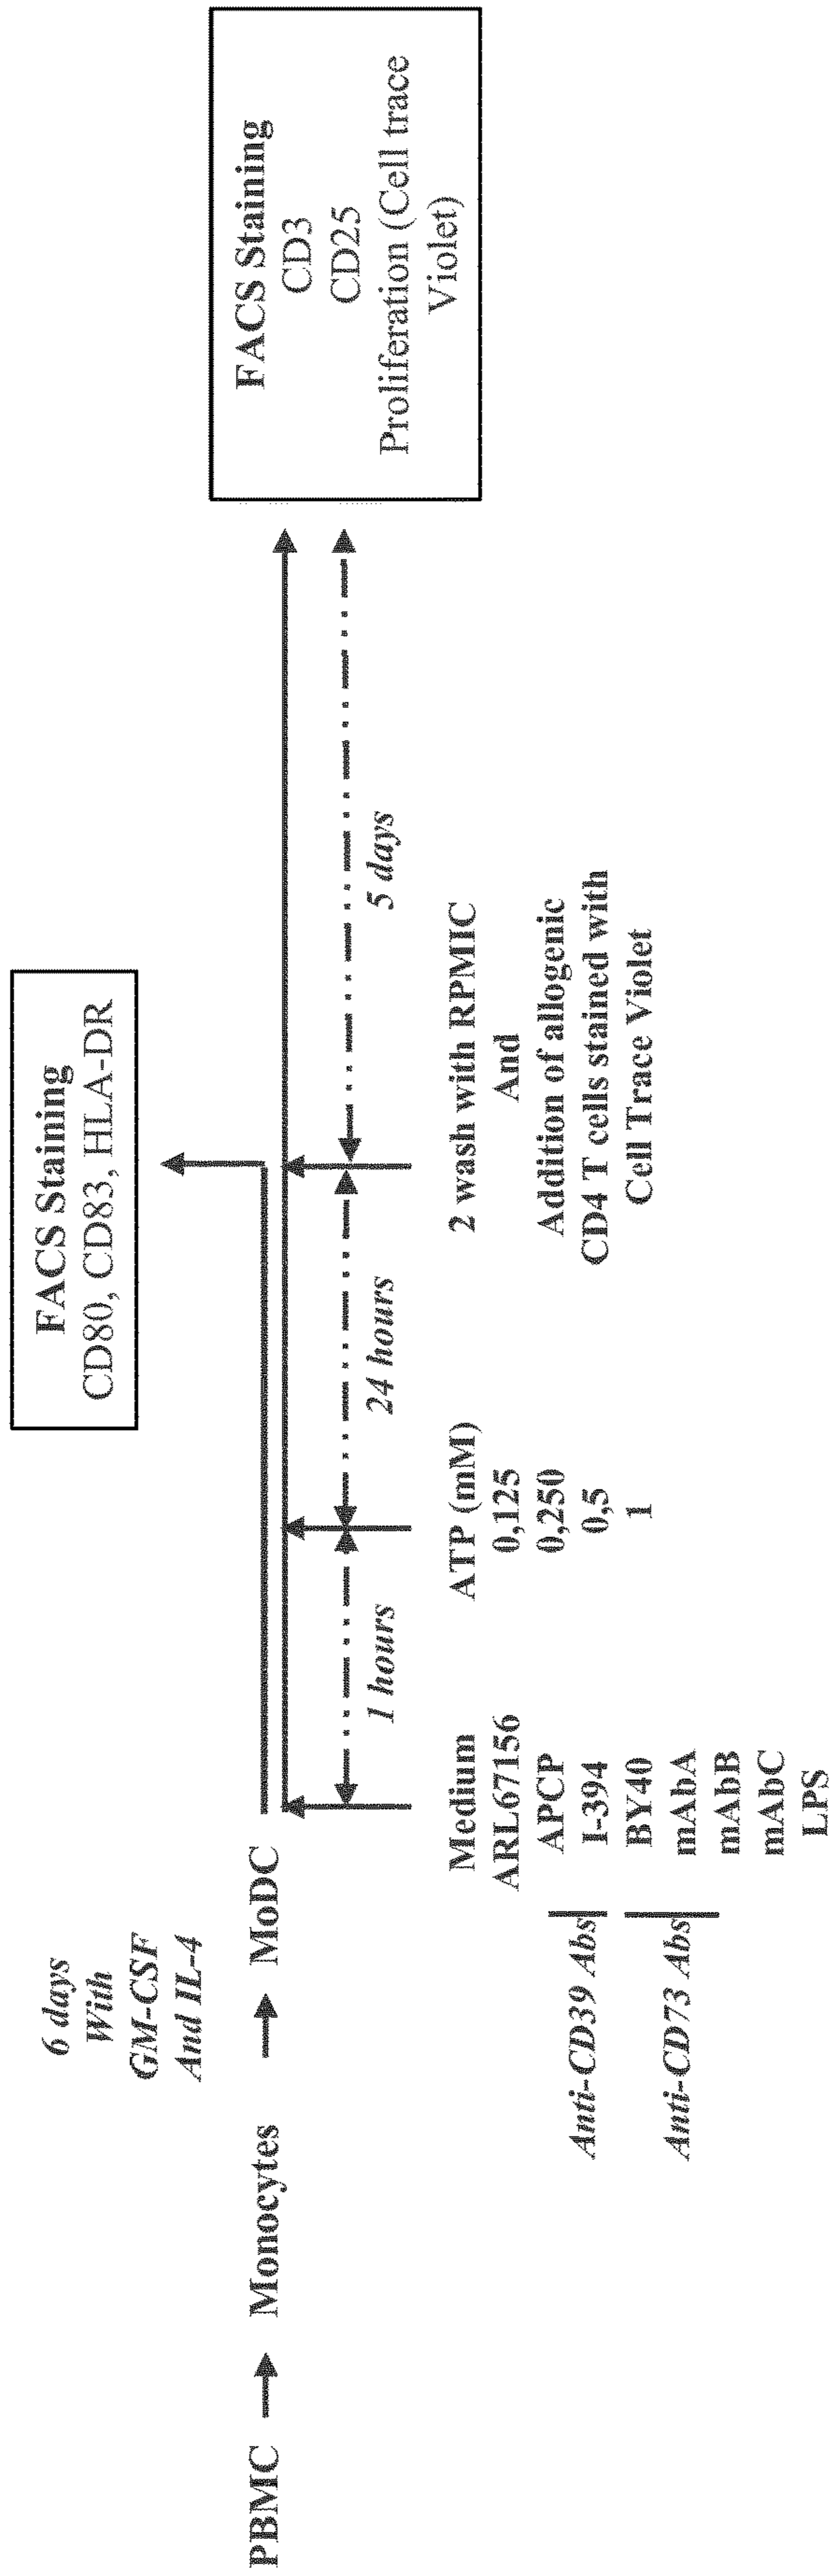 FACS Staining
CD80, CD83, HLA-DR
6 days
With
GM-CSF
And IL-4
PBMC
Monocytes
MoDC
1 hours
24 hours
5 days
FACS Staining
CD3
CD25
Proliferation (Cell trace
Violet)
Medium
ARL67156
APCP
I-394
BY40
mAbA
mAbB
mAbC
LPS
Anti-CD39 Abs
Anti-CD73 Abs
ATP (mM)
0,125
0,250
0,5
1
2 wash with RPMIC
And
Addition of allogenic
CD4 T cells stained with
Cell Trace Violet